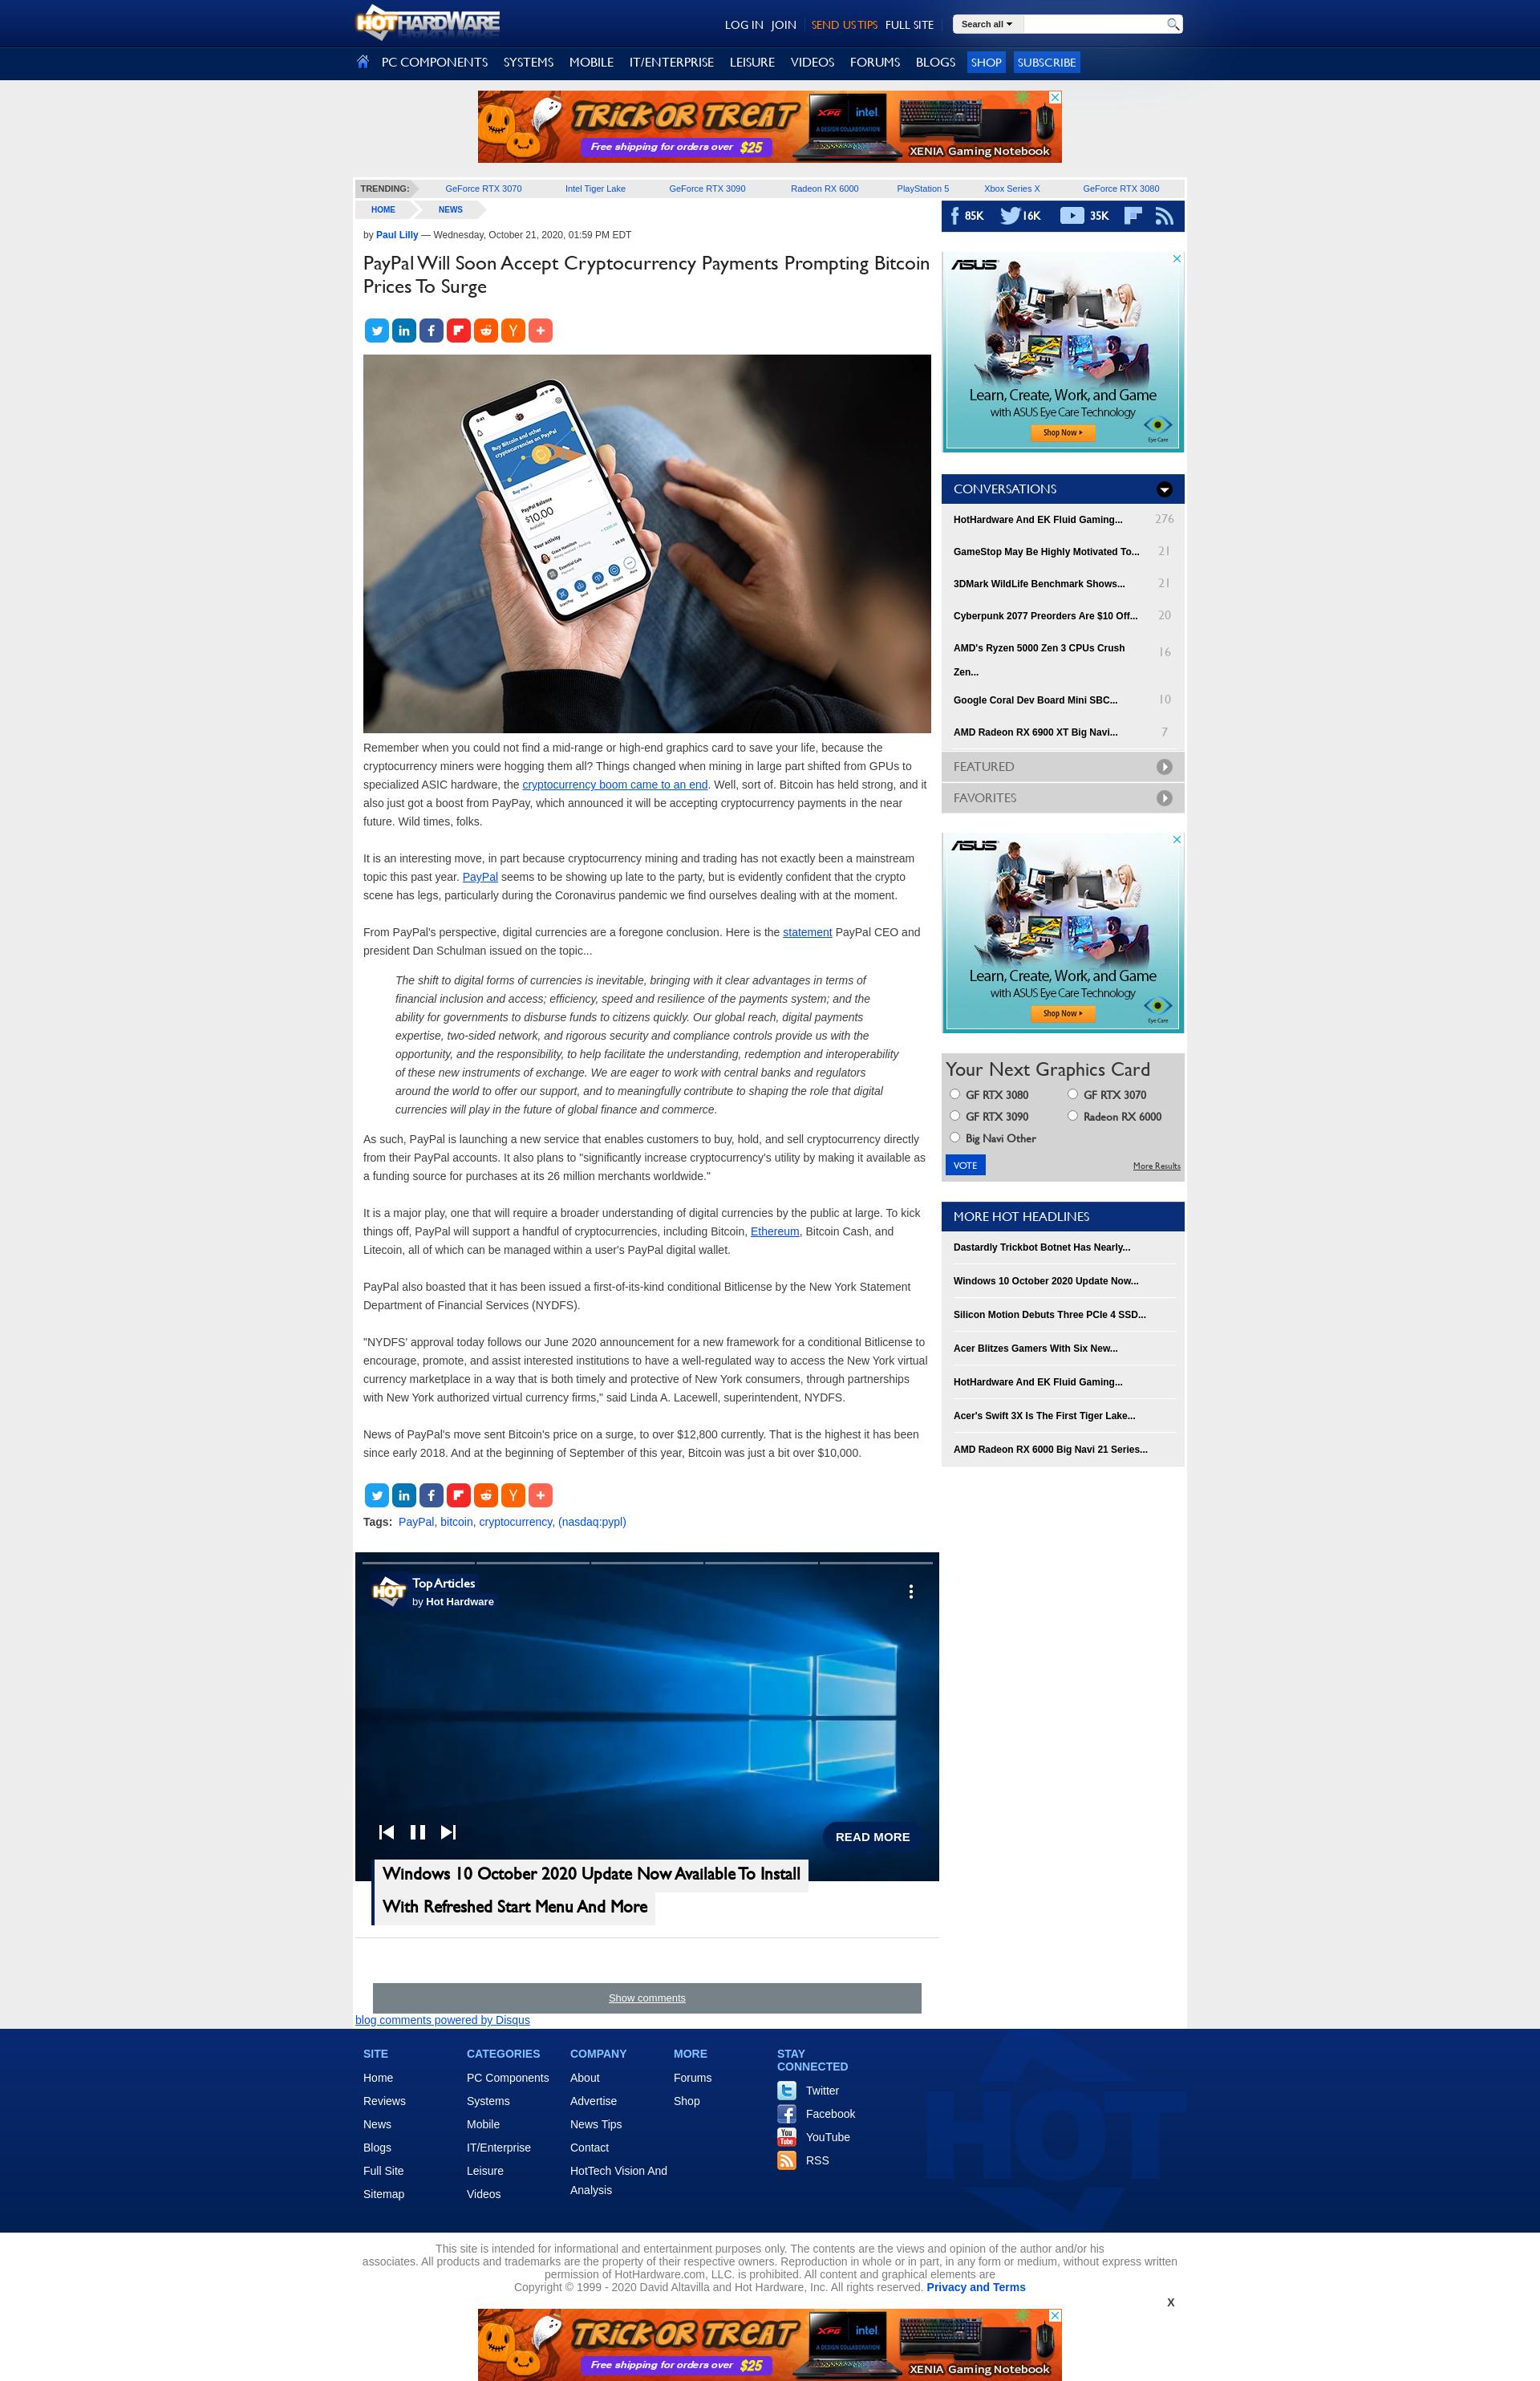 HOTHARDWARE
LOG IN JOIN SEND US TIPS FULL SITE
Search all
PC COMPONENTS SYSTEMS MOBILE IT/ENTERPRISE LEISURE VIDEOS FORUMS BLOGS SHOP SUBSCRIBE
TRICK OR TREAT
Free shipping for orders over $25
XPG intel
A DESIGN COLLABORATION
XENIA Gaming Notebook
TRENDING: GeForce RTX 3070 Intel Tiger Lake GeForce RTX 3090 Radeon RX 6000 PlayStation 5 Xbox Series X GeForce RTX 3080
HOME NEWS
85K 16K 35K
by Paul Lilly — Wednesday, October 21, 2020, 01:59 PM EDT
PayPal Will Soon Accept Cryptocurrency Payments Prompting Bitcoin
Prices To Surge
9:41
Buy Bitcoin and other
cryptocurrencies on PayPal
Buy now
PayPal Balance
$10.00
Available
Your Activity
Remember when you could not find a mid-range or high-end graphics card to save your life, because the
cryptocurrency miners were hogging them all? Things changed when mining in large part shifted from GPUs to
specialized ASIC hardware, the cryptocurrency boom came to an end. Well, sort of. Bitcoin has held strong, and it
also just got a boost from PayPay, which announced it will be accepting cryptocurrency payments in the near
future. Wild times, folks.
It is an interesting move, in part because cryptocurrency mining and trading has not exactly been a mainstream
topic this past year. PayPal seems to be showing up late to the party, but is evidently confident that the crypto
scene has legs, particularly during the Coronavirus pandemic we find ourselves dealing with at the moment.
From PayPal's perspective, digital currencies are a foregone conclusion. Here is the statement PayPal CEO and
president Dan Schulman issued on the topic...
The shift to digital forms of currencies is inevitable, bringing with it clear advantages in terms of
financial inclusion and access; efficiency, speed and resilience of the payments system; and the
ability for governments to disburse funds to citizens quickly. Our global reach, digital payments
expertise, two-sided network, and rigorous security and compliance controls provide us with the
opportunity, and the responsibility, to help facilitate the understanding, redemption and interoperability
of these new instruments of exchange. We are eager to work with central banks and regulators
around the world to offer our support, and to meaningfully contribute to shaping the role that digital
currencies will play in the future of global finance and commerce.
As such, PayPal is launching a new service that enables customers to buy, hold, and sell cryptocurrency directly
from their PayPal accounts. It also plans to "significantly increase cryptocurrency's utility by making it available as
a funding source for purchases at its 26 million merchants worldwide."
It is a major play, one that will require a broader understanding of digital currencies by the public at large. To kick
things off, PayPal will support a handful of cryptocurrencies, including Bitcoin, Ethereum, Bitcoin Cash, and
Litecoin, all of which can be managed within a user's PayPal digital wallet.
PayPal also boasted that it has been issued a first-of-its-kind conditional Bitlicense by the New York Statement
Department of Financial Services (NYDFS).
"NYDFS' approval today follows our June 2020 announcement for a new framework for a conditional Bitlicense to
encourage, promote, and assist interested institutions to have a well-regulated way to access the New York virtual
currency marketplace in a way that is both timely and protective of New York consumers, through partnerships
with New York authorized virtual currency firms," said Linda A. Lacewell, superintendent, NYDFS.
News of PayPal's move sent Bitcoin's price on a surge, to over $12,800 currently. That is the highest it has been
since early 2018. And at the beginning of September of this year, Bitcoin was just a bit over $10,000.
Tags: PayPal, bitcoin, cryptocurrency, (nasdaq:pypl)
Top Articles
by Hot Hardware
READ MORE
Windows 10 October 2020 Update Now Available To Install
With Refreshed Start Menu And More
Show comments
blog comments powered by Disqus
ASUS
Learn, Create, Work, and Game
with ASUS Eye Care Technology
Shop Now
Eye Care
CONVERSATIONS
HotHardware And EK Fluid Gaming... 276
GameStop May Be Highly Motivated To... 21
3DMark WildLife Benchmark Shows... 21
Cyberpunk 2077 Preorders Are $10 Off... 20
AMD's Ryzen 5000 Zen 3 CPUs Crush
Zen... 16
Google Coral Dev Board Mini SBC... 10
AMD Radeon RX 6900 XT Big Navi... 7
FEATURED
FAVORITES
ASUS
Learn, Create, Work, and Game
with ASUS Eye Care Technology
Shop Now
Eye Care
Your Next Graphics Card
GF RTX 3080 GF RTX 3070
GF RTX 3090 Radeon RX 6000
Big Navi Other
VOTE More Results
MORE HOT HEADLINES
Dastardly Trickbot Botnet Has Nearly...
Windows 10 October 2020 Update Now...
Silicon Motion Debuts Three PCIe 4 SSD...
Acer Blitzes Gamers With Six New...
HotHardware And EK Fluid Gaming...
Acer's Swift 3X Is The First Tiger Lake...
AMD Radeon RX 6000 Big Navi 21 Series...
SITE
Home
Reviews
News
Blogs
Full Site
Sitemap
CATEGORIES
PC Components
Systems
Mobile
IT/Enterprise
Leisure
Videos
COMPANY
About
Advertise
News Tips
Contact
HotTech Vision And
Analysis
MORE
Forums
Shop
STAY
CONNECTED
Twitter
Facebook
YouTube
RSS
HOT
This site is intended for informational and entertainment purposes only. The contents are the views and opinion of the author and/or his
associates. All products and trademarks are the property of their respective owners. Reproduction in whole or in part, in any form or medium, without express written
permission of HotHardware.com, LLC. is prohibited. All content and graphical elements are
Copyright © 1999 - 2020 David Altavilla and Hot Hardware, Inc. All rights reserved. Privacy and Terms
X
TRICK OR TREAT
Free shipping for orders over $25
XPG intel
A DESIGN COLLABORATION
XENIA Gaming Notebook